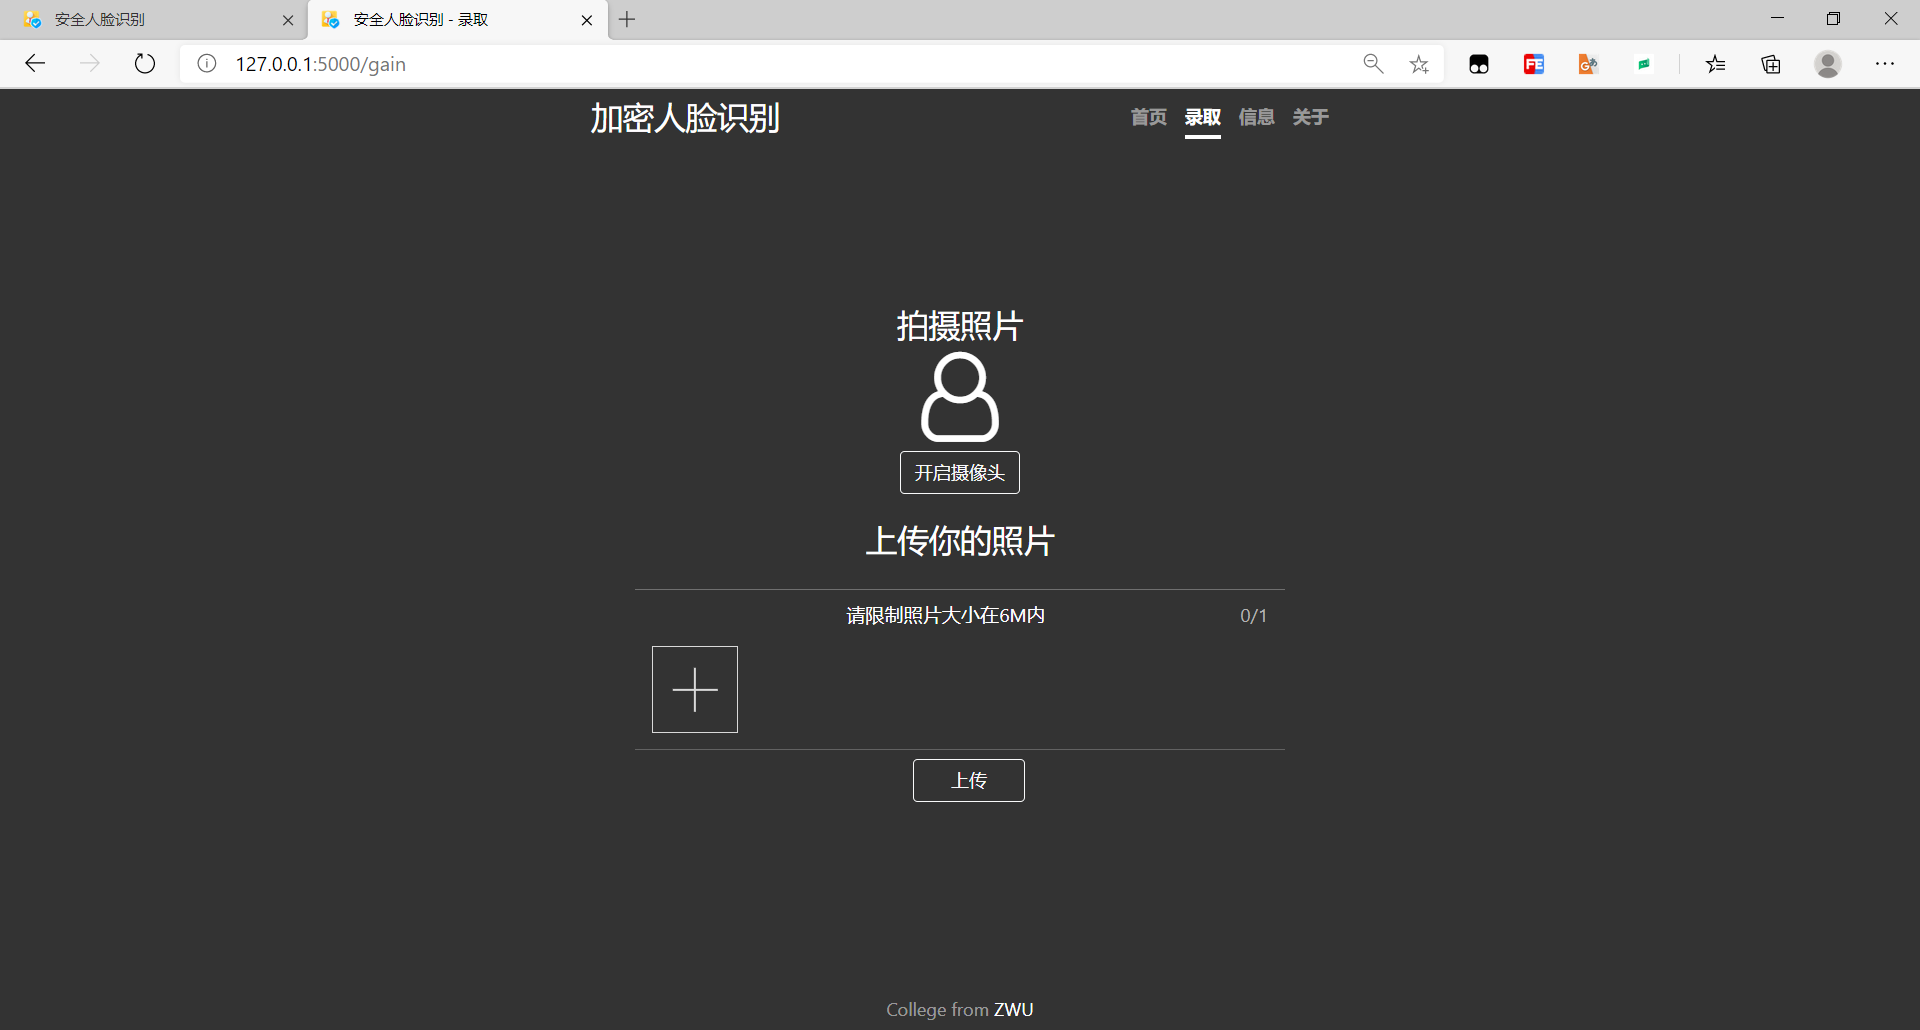 安全人脸识别
安全人脸识别 - 录取
127.0.0.1:5000/gain
加密人脸识别
首页 录取 信息 关于
拍摄照片
开启摄像头
上传你的照片
请限制照片大小在6M内 0/1
上传
College from ZWU